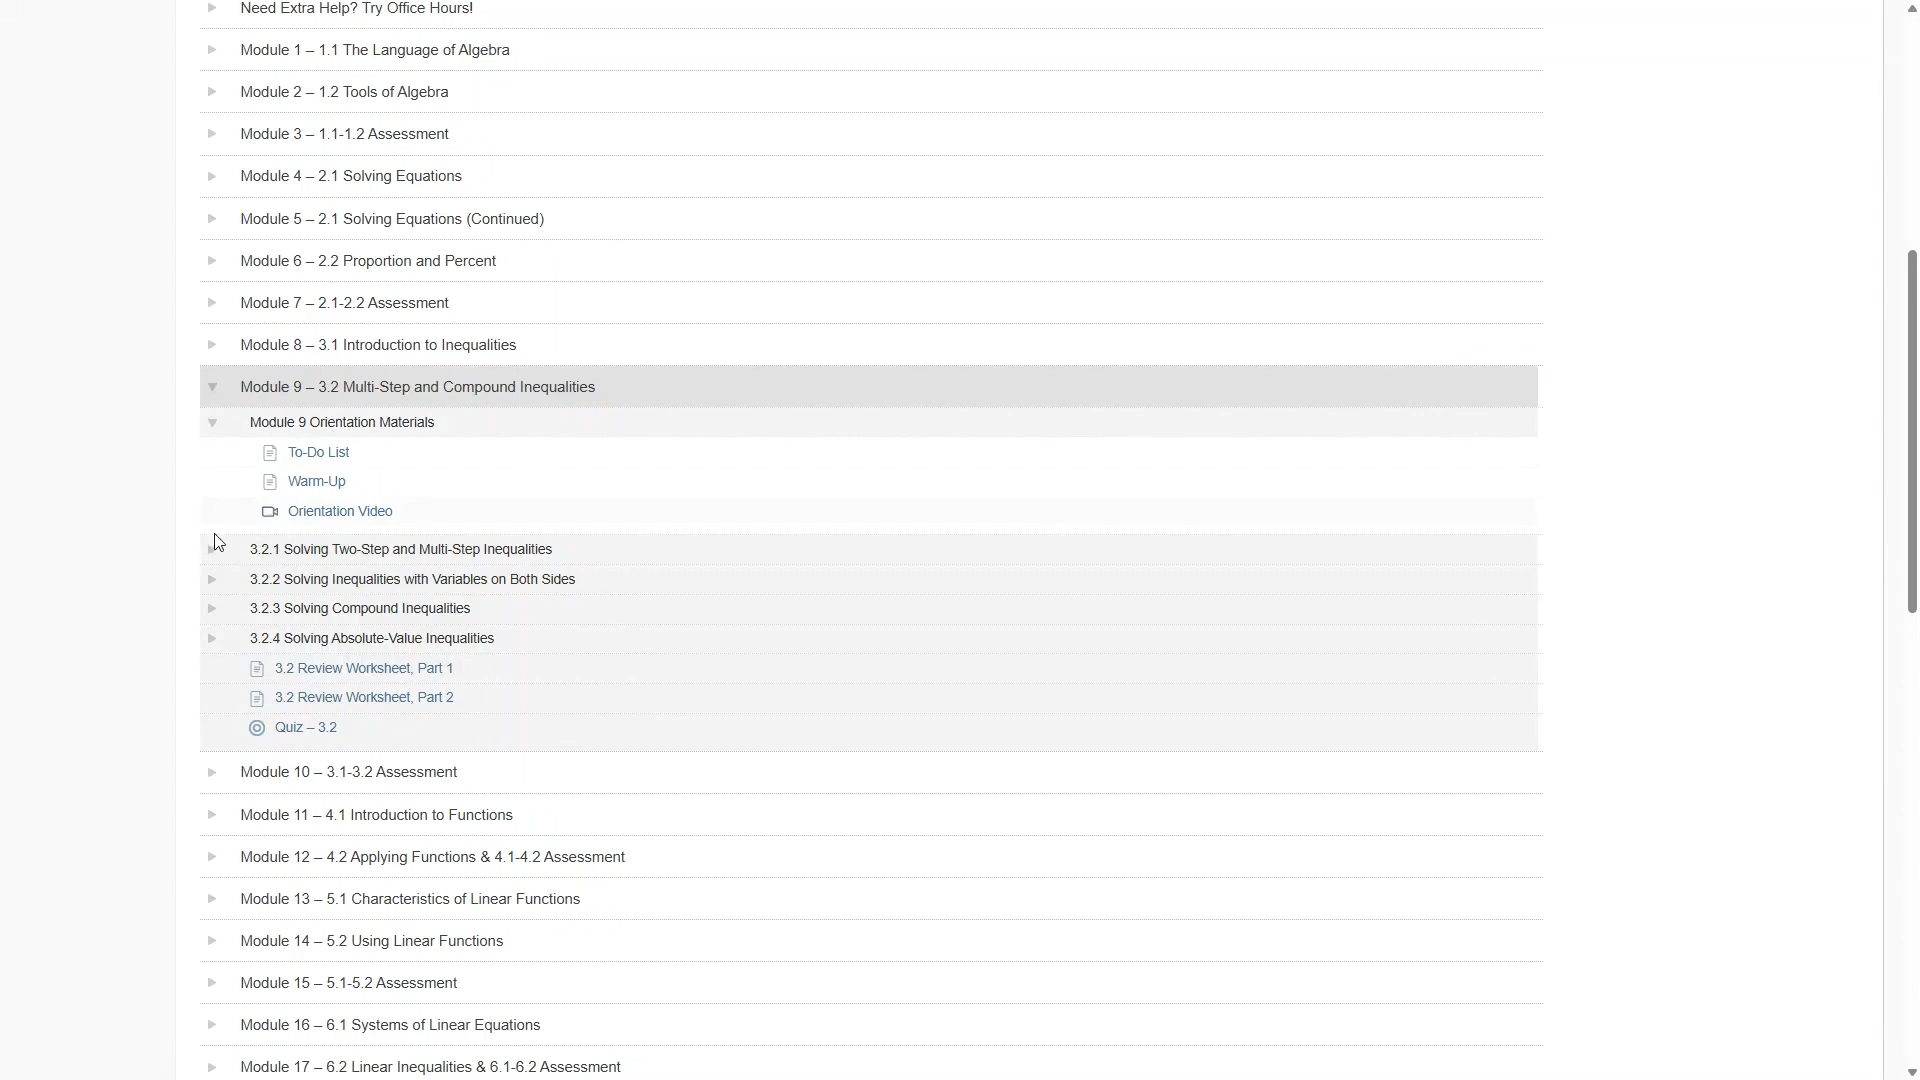 Need Extra Help? Try Office Hours!
Module 1 – 1.1 The Language of Algebra
Module 2 – 1.2 Tools of Algebra
Module 3 – 1.1-1.2 Assessment
Module 4 – 2.1 Solving Equations
Module 5 – 2.1 Solving Equations (Continued)
Module 6 – 2.2 Proportion and Percent
Module 7 – 2.1-2.2 Assessment
Module 8 – 3.1 Introduction to Inequalities
Module 9 – 3.2 Multi-Step and Compound Inequalities
Module 9 Orientation Materials
To-Do List
Warm-Up
Orientation Video
3.2.1 Solving Two-Step and Multi-Step Inequalities
3.2.2 Solving Inequalities with Variables on Both Sides
3.2.3 Solving Compound Inequalities
3.2.4 Solving Absolute-Value Inequalities
3.2 Review Worksheet, Part 1
3.2 Review Worksheet, Part 2
Quiz – 3.2
Module 10 – 3.1-3.2 Assessment
Module 11 – 4.1 Introduction to Functions
Module 12 – 4.2 Applying Functions & 4.1-4.2 Assessment
Module 13 – 5.1 Characteristics of Linear Functions
Module 14 – 5.2 Using Linear Functions
Module 15 – 5.1-5.2 Assessment
Module 16 – 6.1 Systems of Linear Equations
Module 17 – 6.2 Linear Inequalities & 6.1-6.2 Assessment